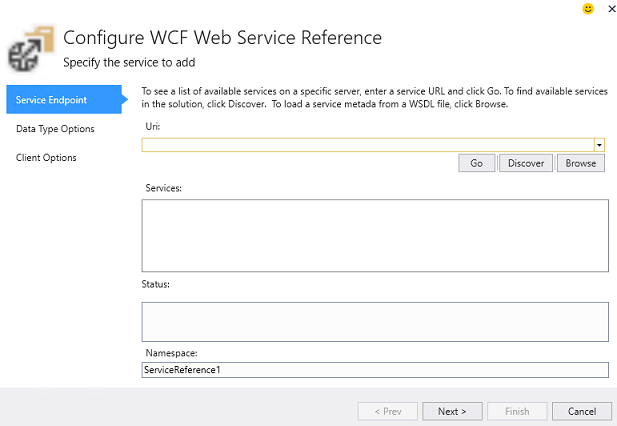 Configure WCF Web Service Reference
Specify the service to add
Service Endpoint
Data Type Options
Client Options
To see a list of available services on a specific server, enter a service URL and click Go. To find available services
in the solution, click Discover. To load a service metada from a WSDL file, click Browse.
Uri:
Go Discover Browse
Services:
Status:
Namespace:
ServiceReference1
< Prev Next > Finish Cancel